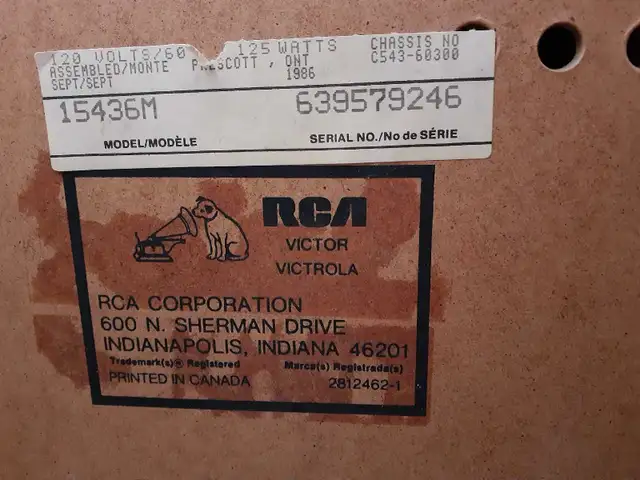 120 VOLTS/60 125 WATTS CHASSIS NO
ASSEMBLED/MONTE PRESCOTT , ONT C543-60300
SEPT/SEPT 1986
15436M 639579246
MODEL/MODÈLE SERIAL NO./No de SÉRIE
RCA
VICTOR
VICTROLA
RCA CORPORATION
600 N. SHERMAN DRIVE
INDIANAPOLIS, INDIANA 46201
Trademark(s)® Registered Marca(s) Registrada(s)
PRINTED IN CANADA 2812462-1